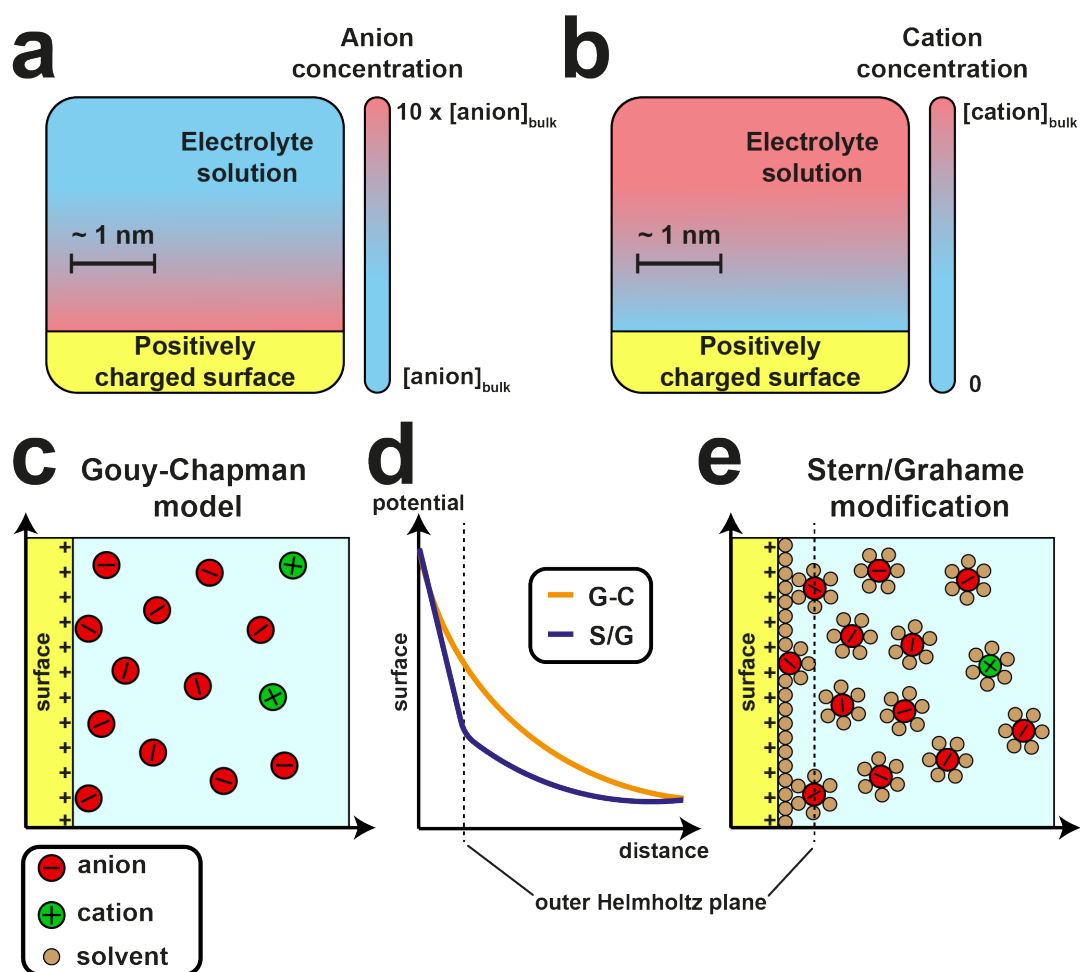 a
Anion
concentration
10 x [anion]bulk
Electrolyte
solution
~ 1 nm
Positively
charged surface
[anion]bulk
b
Cation
concentration
[cation]bulk
Electrolyte
solution
~ 1 nm
Positively
charged surface
0
c
Gouy-Chapman
model
surface
+
+
+
+
+
+
+
+
+
+
+
+
anion
cation
solvent
d
potential
surface
G-C
S/G
distance
outer Helmholtz plane
e
Stern/Grahame
modification
surface
+
+
+
+
+
+
+
+
+
+
+
+